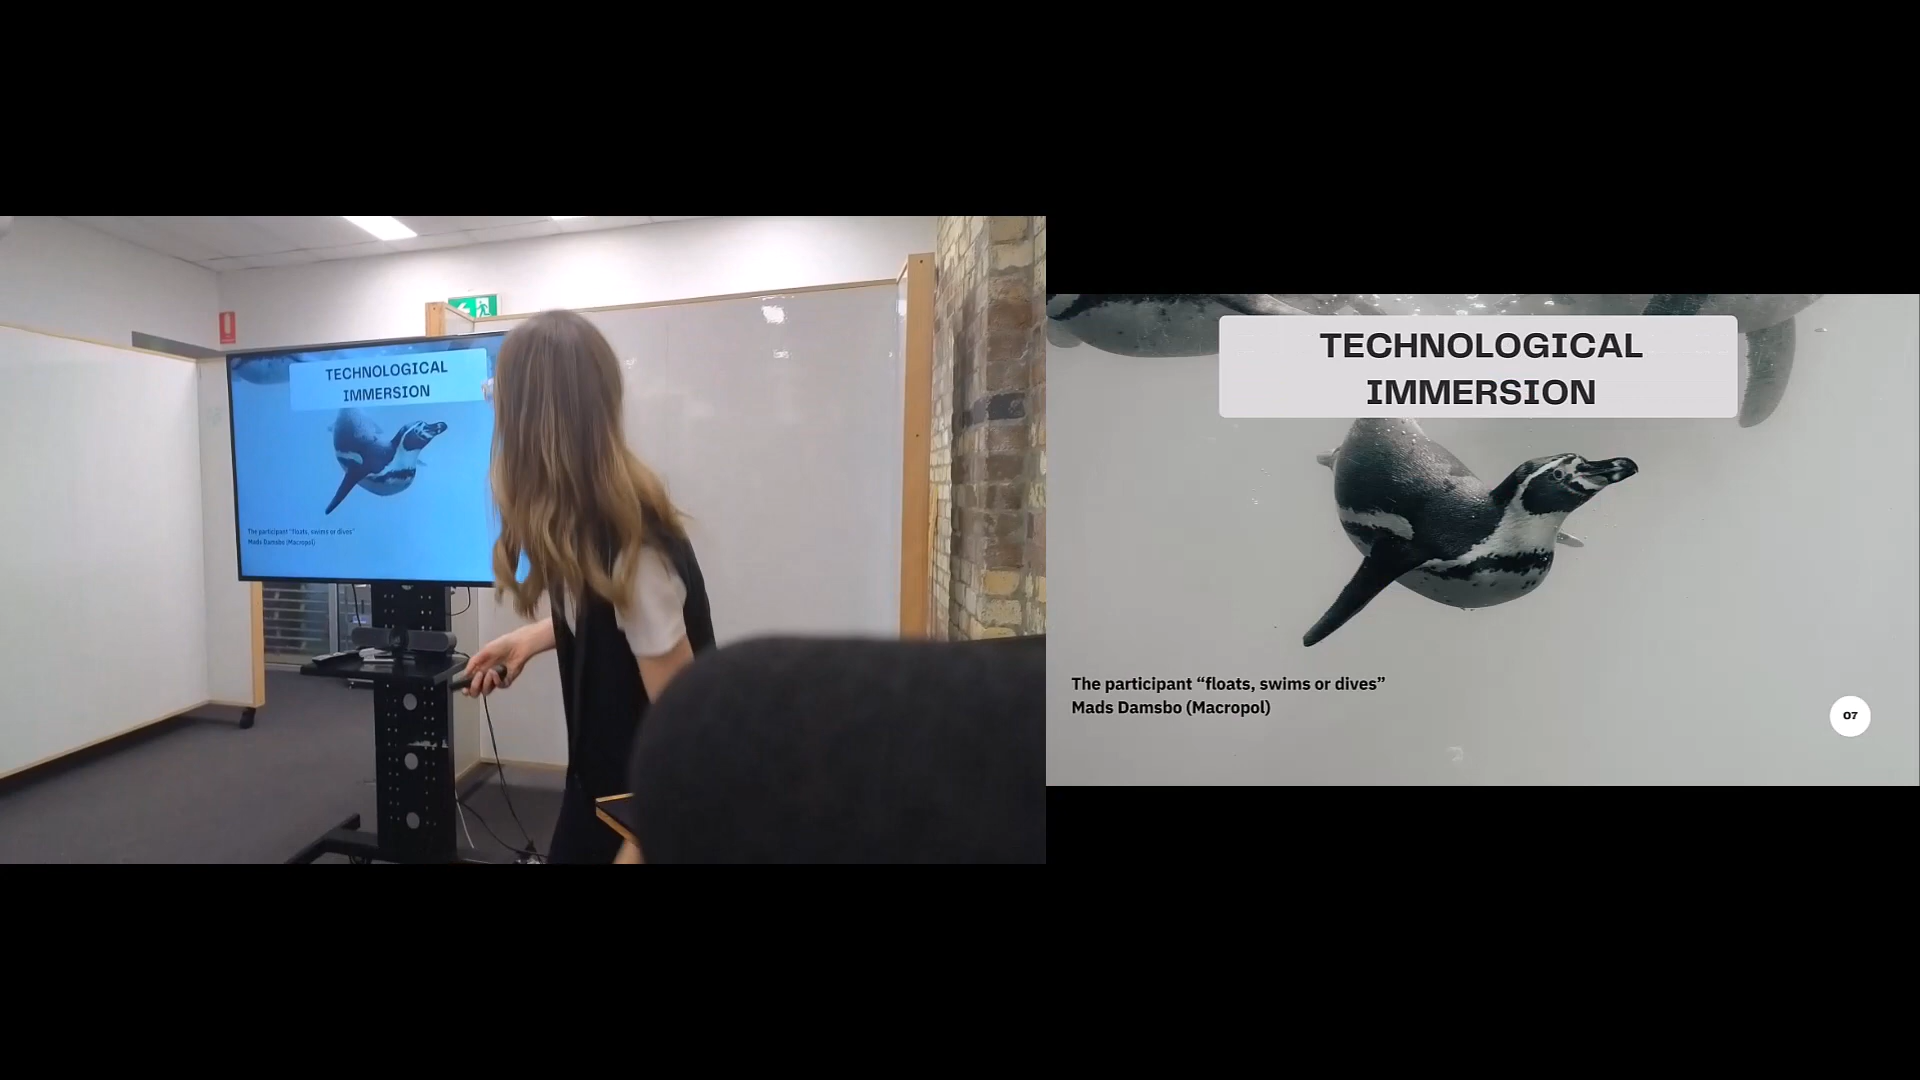 TECHNOLOGICAL
IMMERSION
The participant “floats, swims or dives”
Mads Damsbo (Macropol)
TECHNOLOGICAL
IMMERSION
The participant “floats, swims or dives”
Mads Damsbo (Macropol)
07